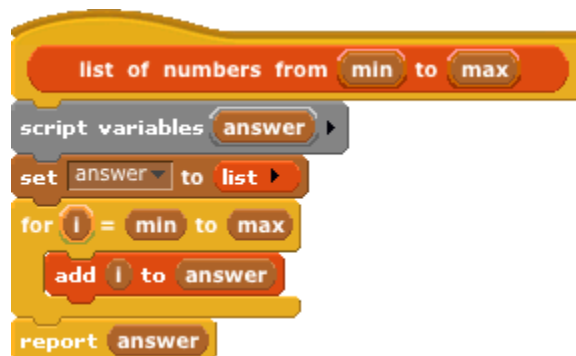 list of numbers from min to max
script variables answer
set answer to list
for i = min to max
add i to answer
report answer